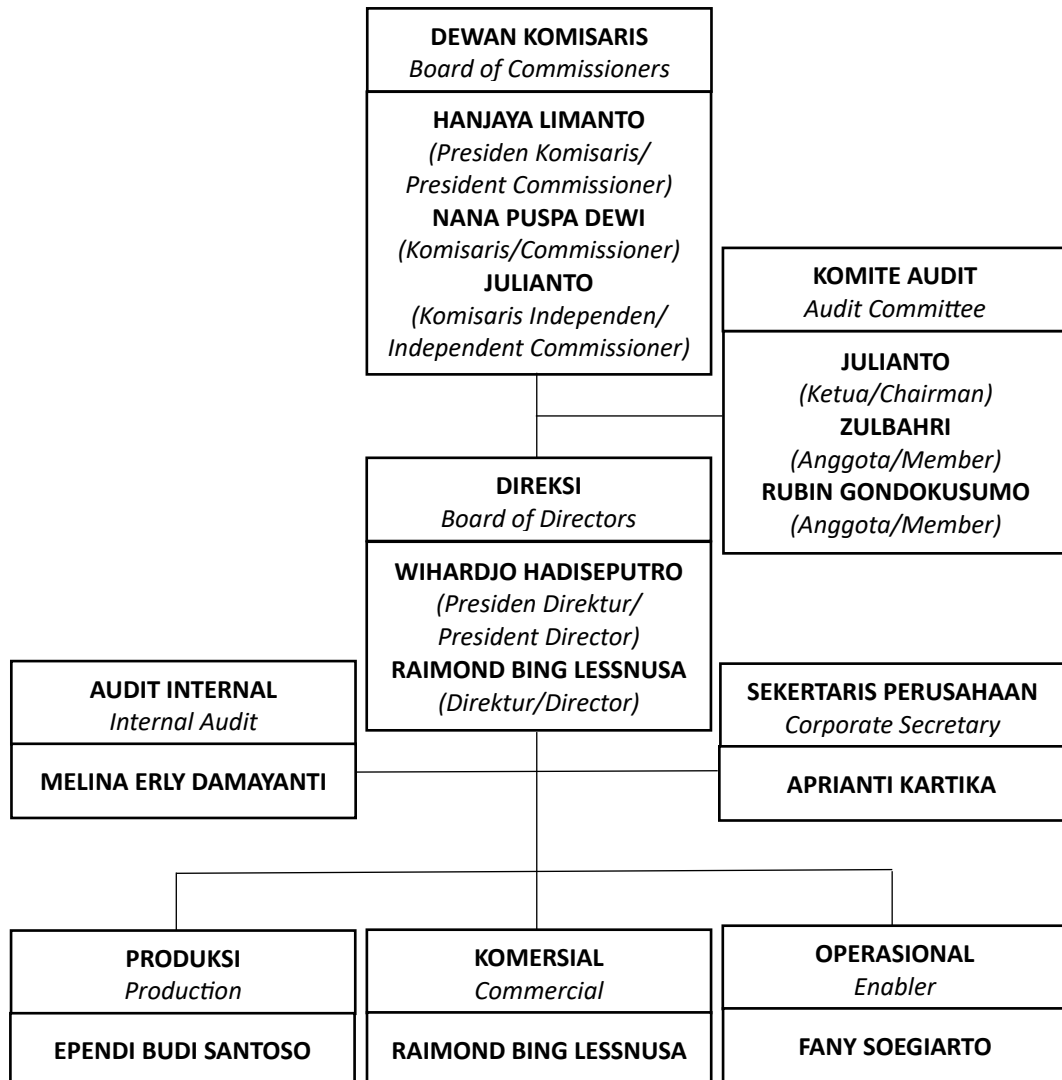 DEWAN KOMISARIS
Board of Commissioners
HANJAYA LIMANTO
(Presiden Komisaris/
President Commissioner)
NANA PUSPA DEWI
(Komisaris/Commissioner)
JULIANTO
(Komisaris Independen/
Independent Commissioner)
KOMITE AUDIT
Audit Committee
JULIANTO
(Ketua/Chairman)
ZULBAHRI
(Anggota/Member)
RUBIN GONDOKUSUMO
(Anggota/Member)
DIREKSI
Board of Directors
WIHARDJO HADISEPUTRO
(Presiden Direktur/
President Director)
RAIMOND BING LESSNUSA
(Direktur/Director)
AUDIT INTERNAL
Internal Audit
MELINA ERLY DAMAYANTI
SEKERTARIS PERUSAHAAN
Corporate Secretary
APRIANTI KARTIKA
PRODUKSI
Production
EPENDI BUDI SANTOSO
KOMERSIAL
Commercial
RAIMOND BING LESSNUSA
OPERASIONAL
Enabler
FANY SOEGIARTO